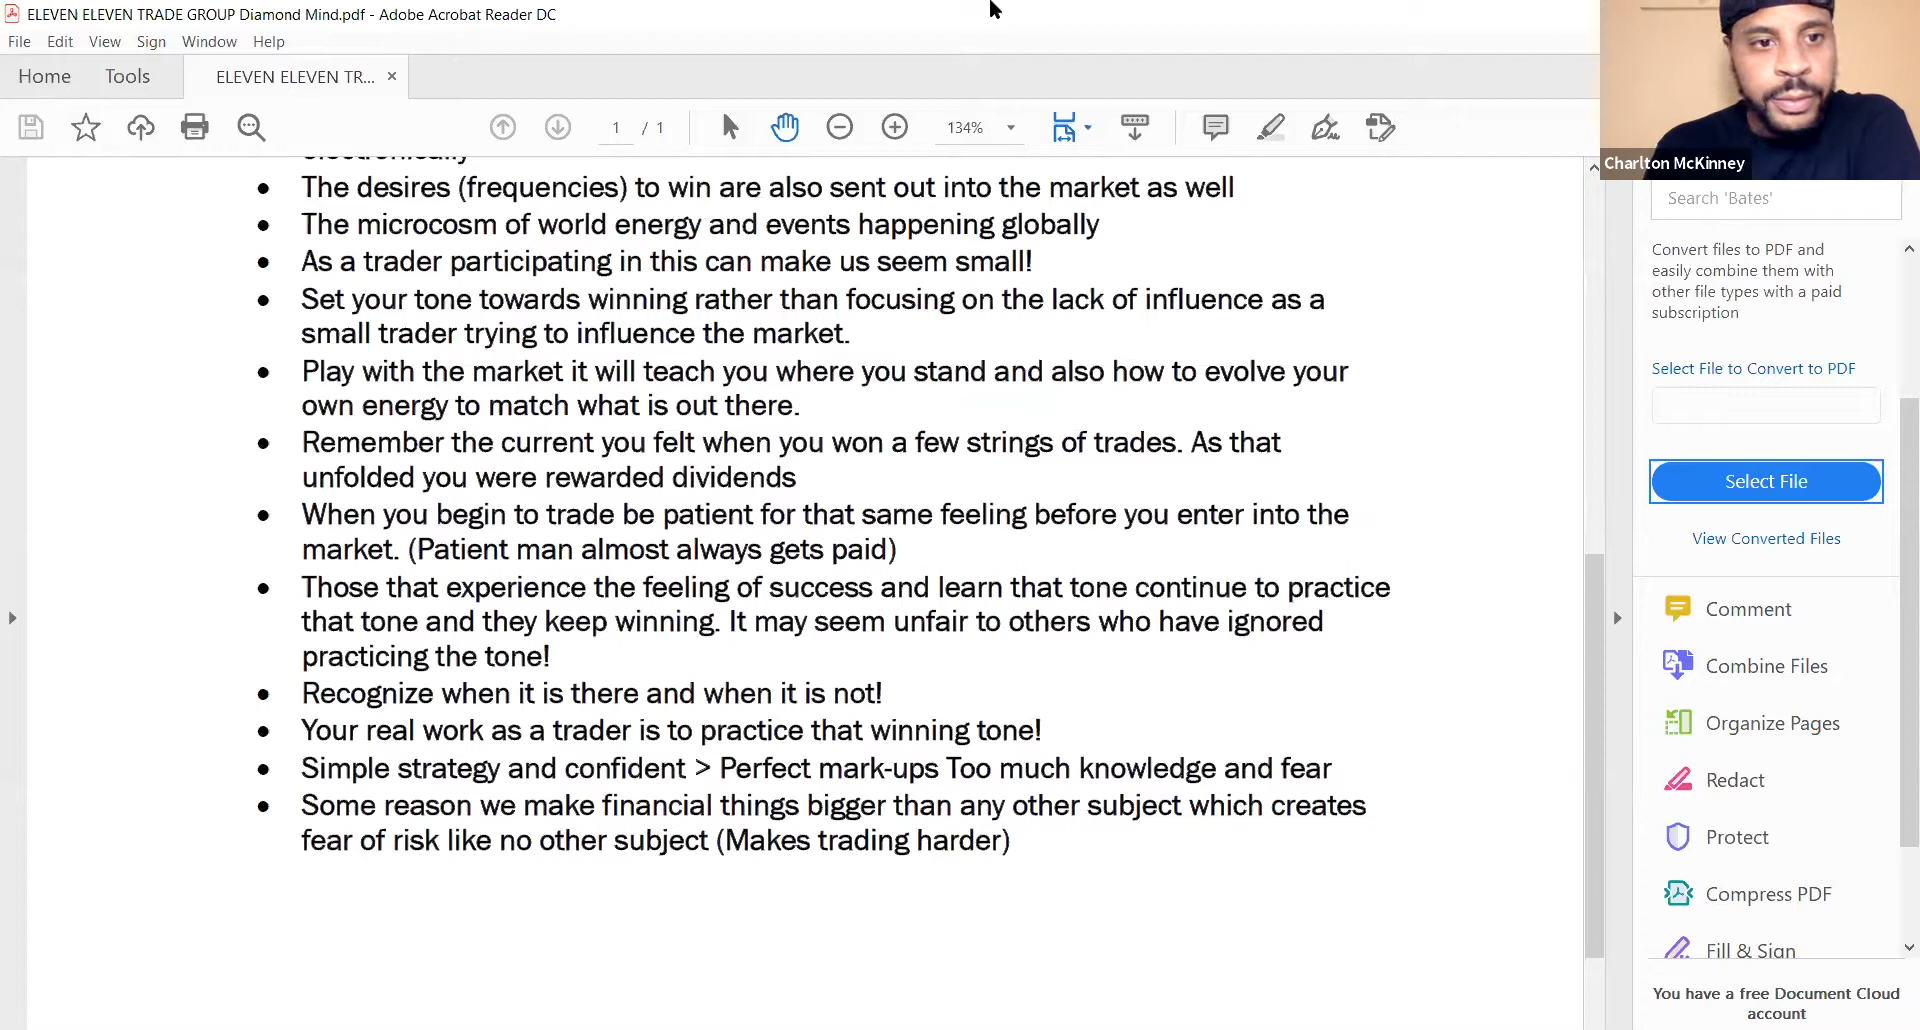 ELEVEN ELEVEN TRADE GROUP Diamond Mind.pdf - Adobe Acrobat Reader DC
File Edit View Sign Window Help
Home Tools ELEVEN ELEVEN TR... ×
1 / 1 134%
Charlton McKinney
electronically
• The desires (frequencies) to win are also sent out into the market as well
• The microcosm of world energy and events happening globally
• As a trader participating in this can make us seem small!
• Set your tone towards winning rather than focusing on the lack of influence as a
small trader trying to influence the market.
• Play with the market it will teach you where you stand and also how to evolve your
own energy to match what is out there.
• Remember the current you felt when you won a few strings of trades. As that
unfolded you were rewarded dividends
• When you begin to trade be patient for that same feeling before you enter into the
market. (Patient man almost always gets paid)
• Those that experience the feeling of success and learn that tone continue to practice
that tone and they keep winning. It may seem unfair to others who have ignored
practicing the tone!
• Recognize when it is there and when it is not!
• Your real work as a trader is to practice that winning tone!
• Simple strategy and confident > Perfect mark-ups Too much knowledge and fear
• Some reason we make financial things bigger than any other subject which creates
fear of risk like no other subject (Makes trading harder)
Search 'Bates'
Convert files to PDF and
easily combine them with
other file types with a paid
subscription
Select File to Convert to PDF
Select File
View Converted Files
Comment
Combine Files
Organize Pages
Redact
Protect
Compress PDF
Fill & Sign
You have a free Document Cloud
account